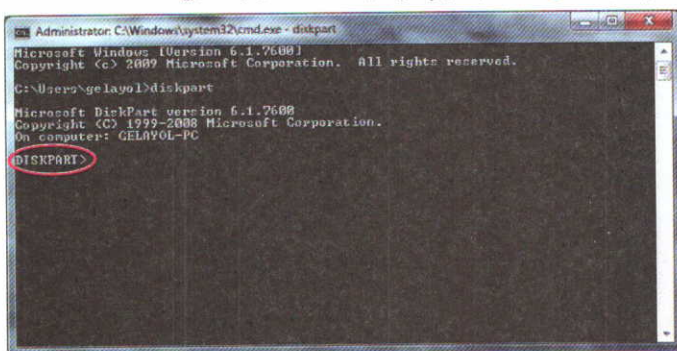 Administrator: C:\Windows\system32\cmd.exe - diskpart
Microsoft Windows [Version 6.1.7600]
Copyright (c) 2009 Microsoft Corporation.  All rights reserved.
C:\Users\gelayol>diskpart
Microsoft DiskPart version 6.1.7600
Copyright (C) 1999-2008 Microsoft Corporation.
On computer: GELAYOL-PC
DISKPART>